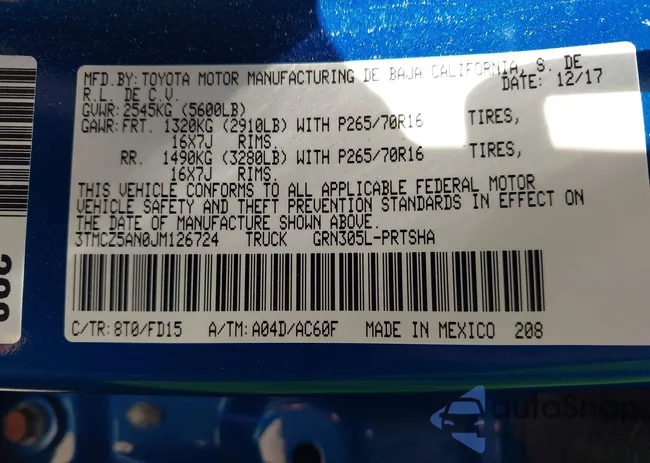 MFD.BY: TOYOTA MOTOR MANUFACTURING DE BAJA CALIFORNIA, S. DE
R.L. DE C.V. DATE: 12/17
GVWR: 2545KG (5600LB)
GAWR: FRT. 1320KG (2910LB) WITH P265/70R16 TIRES,
16X7J RIMS.
RR. 1490KG (3280LB) WITH P265/70R16 TIRES,
16X7J RIMS.
THIS VEHICLE CONFORMS TO ALL APPLICABLE FEDERAL MOTOR
VEHICLE SAFETY AND THEFT PREVENTION STANDARDS IN EFFECT ON
THE DATE OF MANUFACTURE SHOWN ABOVE.
3TMCZ5AN0JM126724 TRUCK GRN305L-PRTSHA
C/TR: 8T0/FD15 A/TM: A04D/AC60F MADE IN MEXICO 208
autoSnap